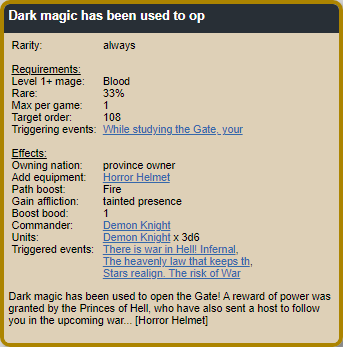 Dark magic has been used to op
Rarity: always
Requirements:
Level 1+ mage: Blood
Rare: 33%
Max per game: 1
Target order: 108
Triggering events: While studying the Gate, your
Effects:
Owning nation: province owner
Add equipment: Horror Helmet
Path boost: Fire
Gain affliction: tainted presence
Boost bood: 1
Commander: Demon Knight
Units: Demon Knight x 3d6
Triggered events: There is war in Hell! Infernal,
The heavenly law that keeps th,
Stars realign. The risk of War
Dark magic has been used to open the Gate! A reward of power was
granted by the Princes of Hell, who have also sent a host to follow
you in the upcoming war... [Horror Helmet]